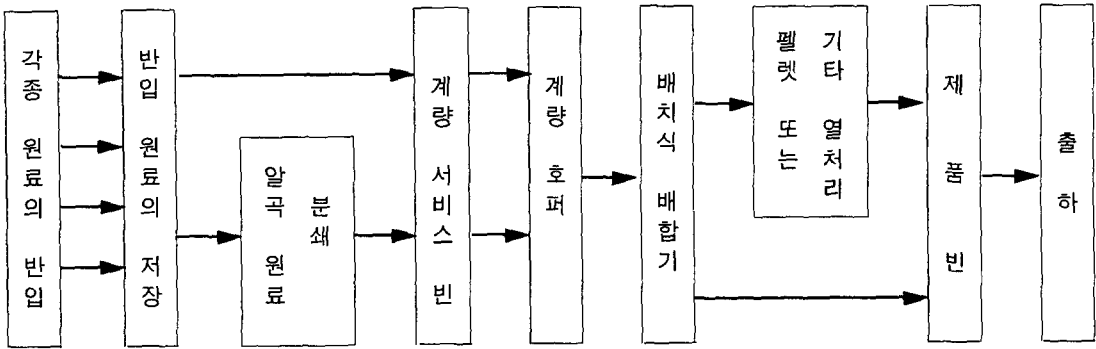 각종 원료의 반입
반입 원료의 저장
알곡 원료
분쇄
계량 서비스 빈
계량 호퍼
배치식 배합기
펠렛 또는
기타 열처리
제품 빈
출하